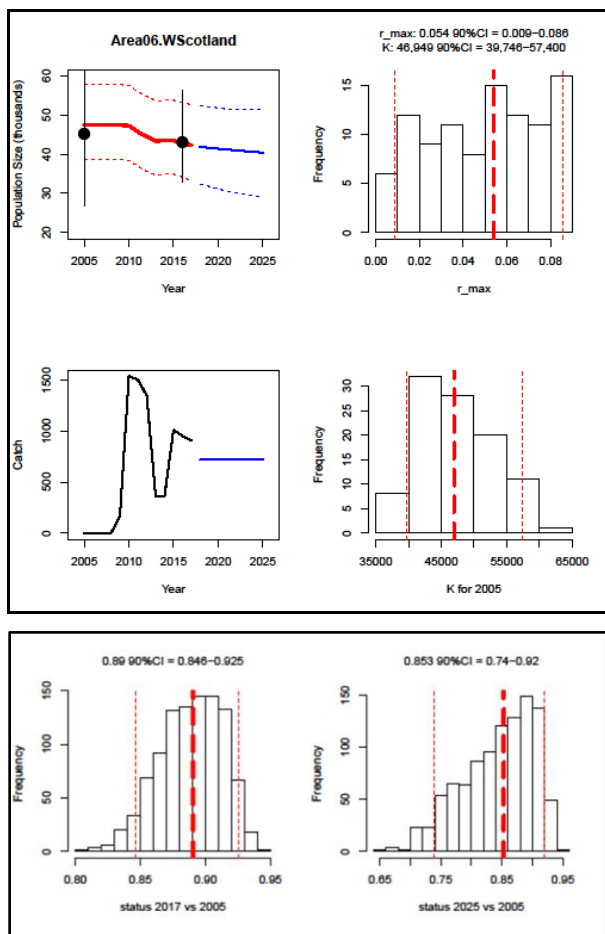 Area06.WScotland
Population Size (thousands)
60
50
40
30
20
2005 2010 2015 2020 2025
Year
r_max: 0.054 90%CI = 0.009−0.086
K: 46,949 90%CI = 39,746−57,400
Frequency
15
10
5
0
0.00 0.02 0.04 0.06 0.08
r_max
Catch
1500
1000
500
0
2005 2010 2015 2020 2025
Year
Frequency
30
25
20
15
10
5
0
35000 45000 55000 65000
K for 2005
0.89 90%CI = 0.846−0.925
Frequency
150
100
50
0
0.80 0.85 0.90 0.95
status 2017 vs 2005
0.853 90%CI = 0.74−0.92
Frequency
150
100
50
0
0.65 0.75 0.85 0.95
status 2025 vs 2005